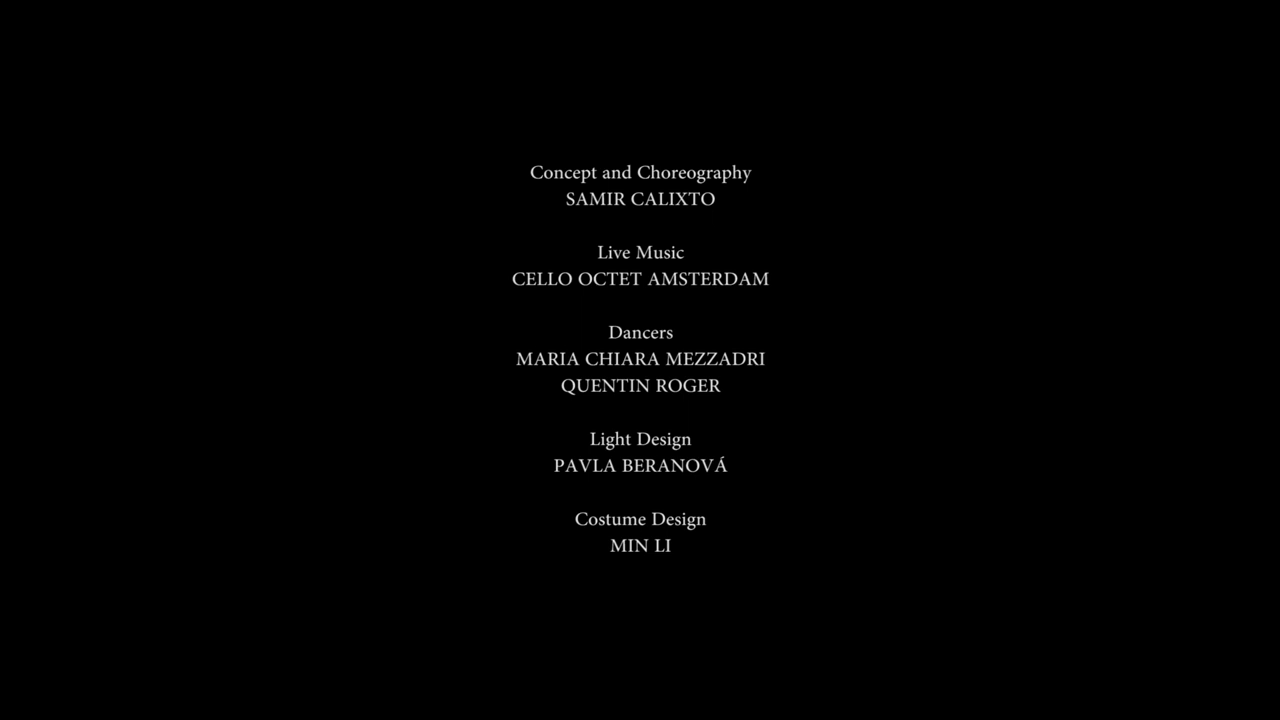 Concept and Choreography
SAMIR CALIXTO
Live Music
CELLO OCTET AMSTERDAM
Dancers
MARIA CHIARA MEZZADRI
QUENTIN ROGER
Light Design
PAVLA BERANOVÁ
Costume Design
MIN LI